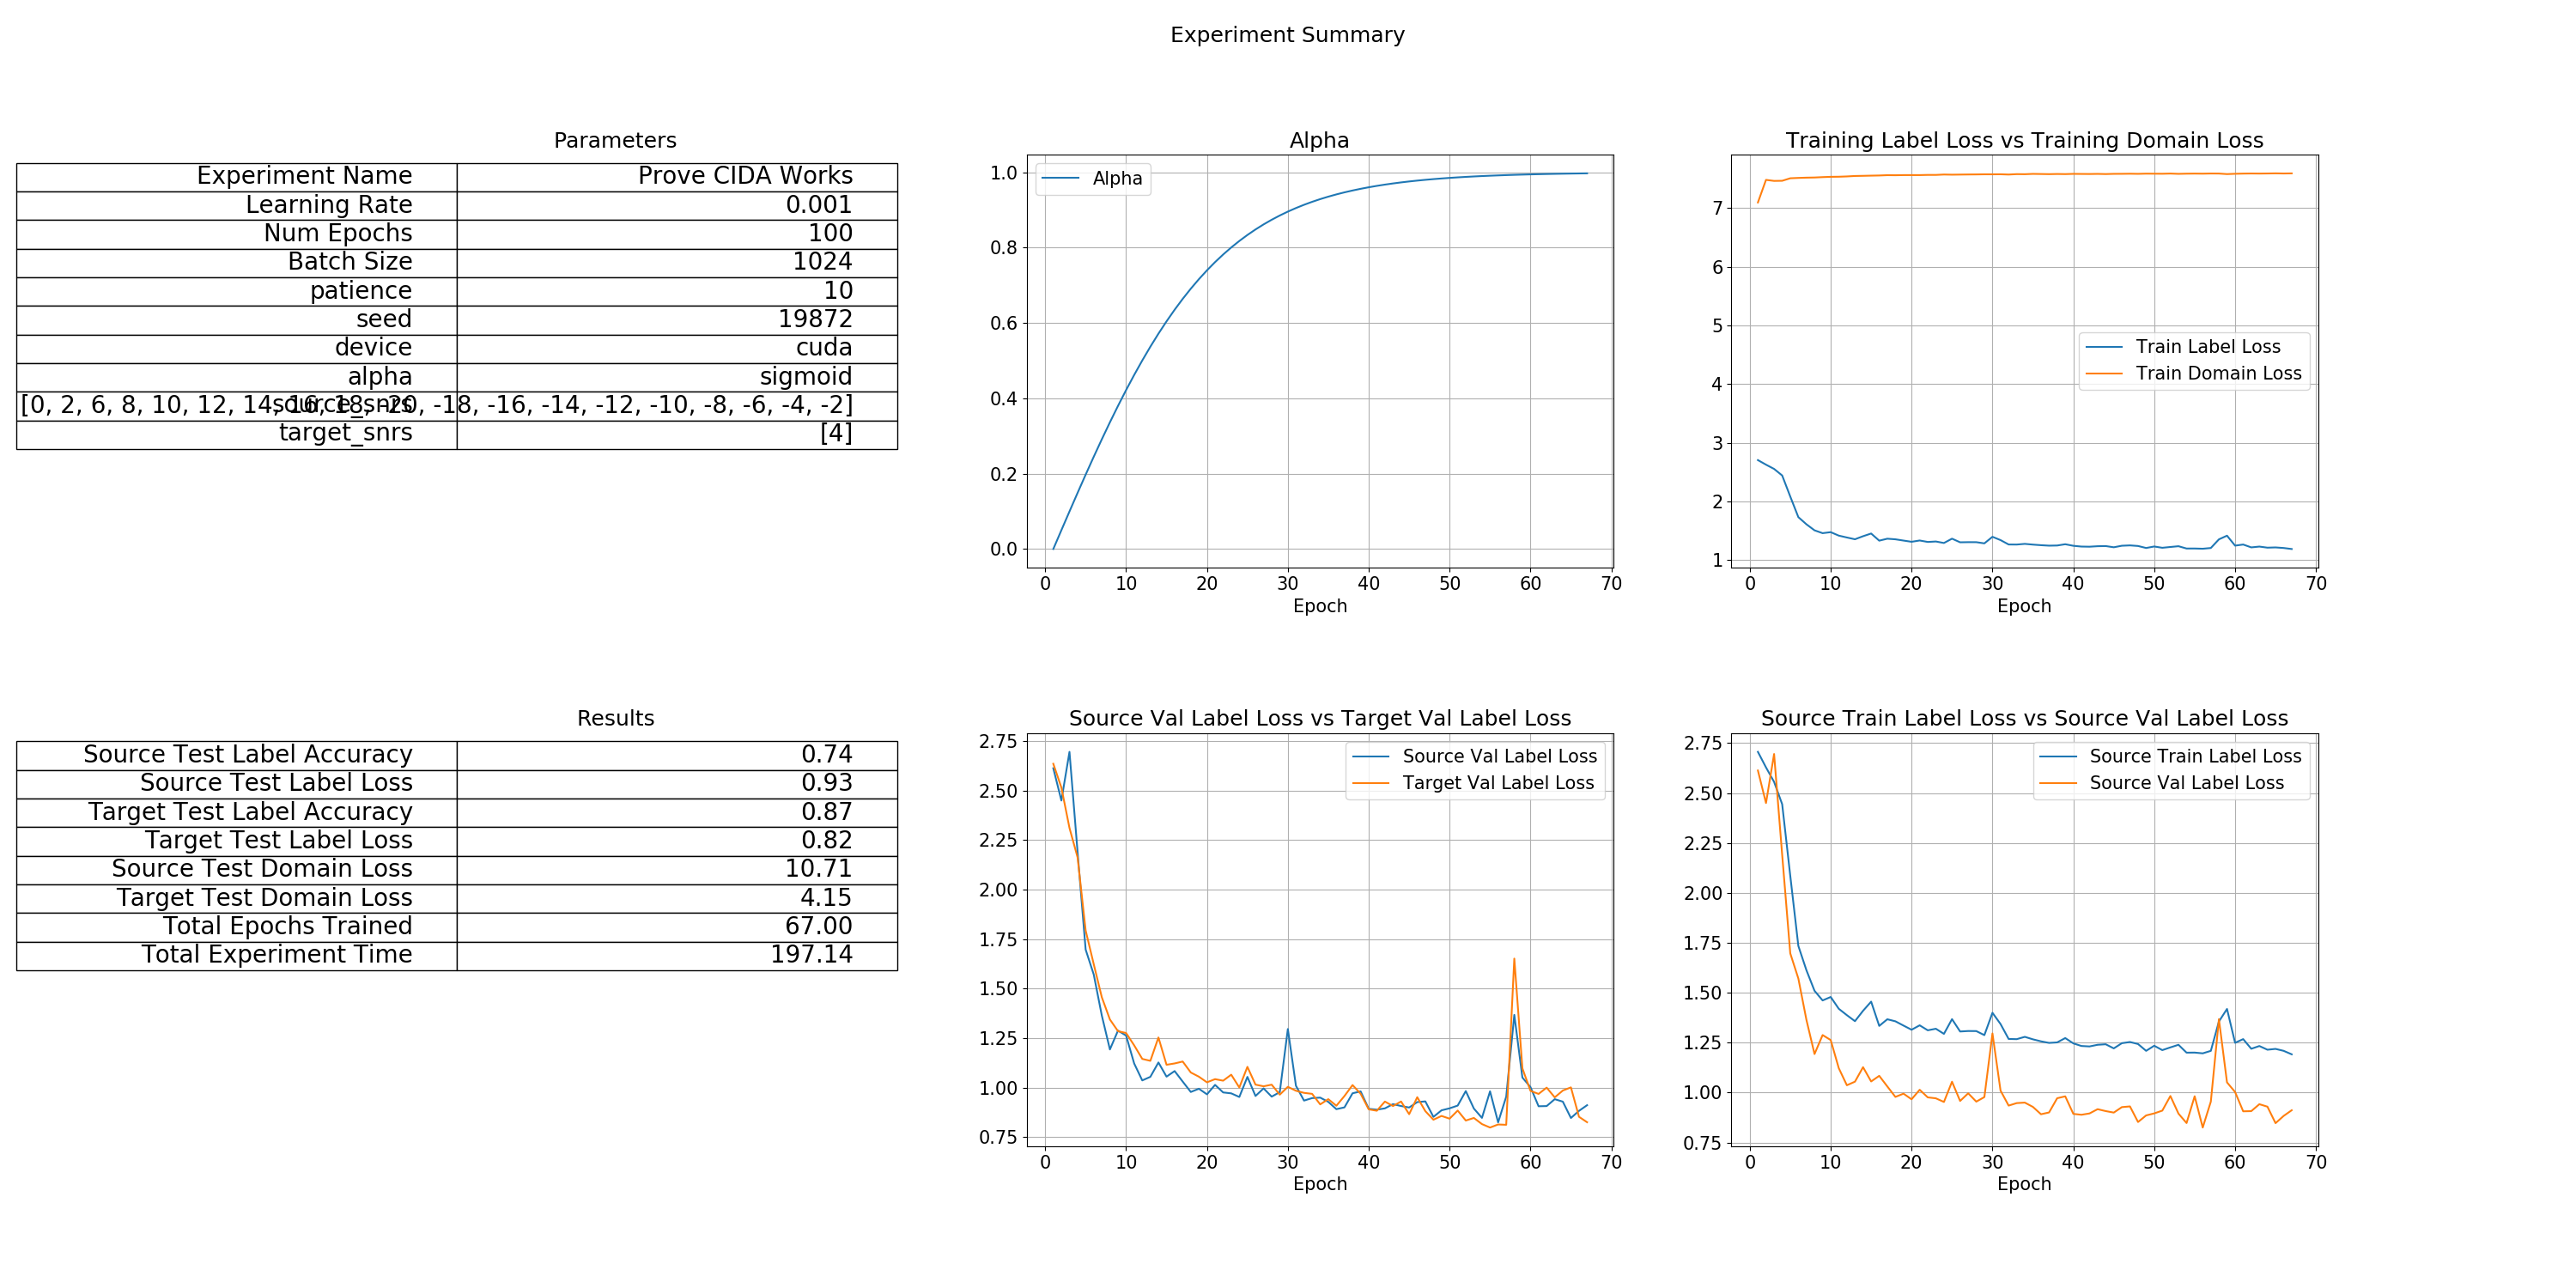 Experiment Summary
Parameters
Experiment Name Prove CIDA Works
Learning Rate 0.001
Num Epochs 100
Batch Size 1024
patience 10
seed 19872
device cuda
alpha sigmoid
source_snrs [0, 2, 6, 8, 10, 12, 14, 16, 18, -20, -18, -16, -14, -12, -10, -8, -6, -4, -2]
target_snrs [4]
Alpha
Alpha
1.0
0.8
0.6
0.4
0.2
0.0
0 10 20 30 40 50 60 70
Epoch
Training Label Loss vs Training Domain Loss
Train Label Loss
Train Domain Loss
7
6
5
4
3
2
1
0 10 20 30 40 50 60 70
Epoch
Results
Source Test Label Accuracy 0.74
Source Test Label Loss 0.93
Target Test Label Accuracy 0.87
Target Test Label Loss 0.82
Source Test Domain Loss 10.71
Target Test Domain Loss 4.15
Total Epochs Trained 67.00
Total Experiment Time 197.14
Source Val Label Loss vs Target Val Label Loss
Source Val Label Loss
Target Val Label Loss
2.75
2.50
2.25
2.00
1.75
1.50
1.25
1.00
0.75
0 10 20 30 40 50 60 70
Epoch
Source Train Label Loss vs Source Val Label Loss
Source Train Label Loss
Source Val Label Loss
2.75
2.50
2.25
2.00
1.75
1.50
1.25
1.00
0.75
0 10 20 30 40 50 60 70
Epoch